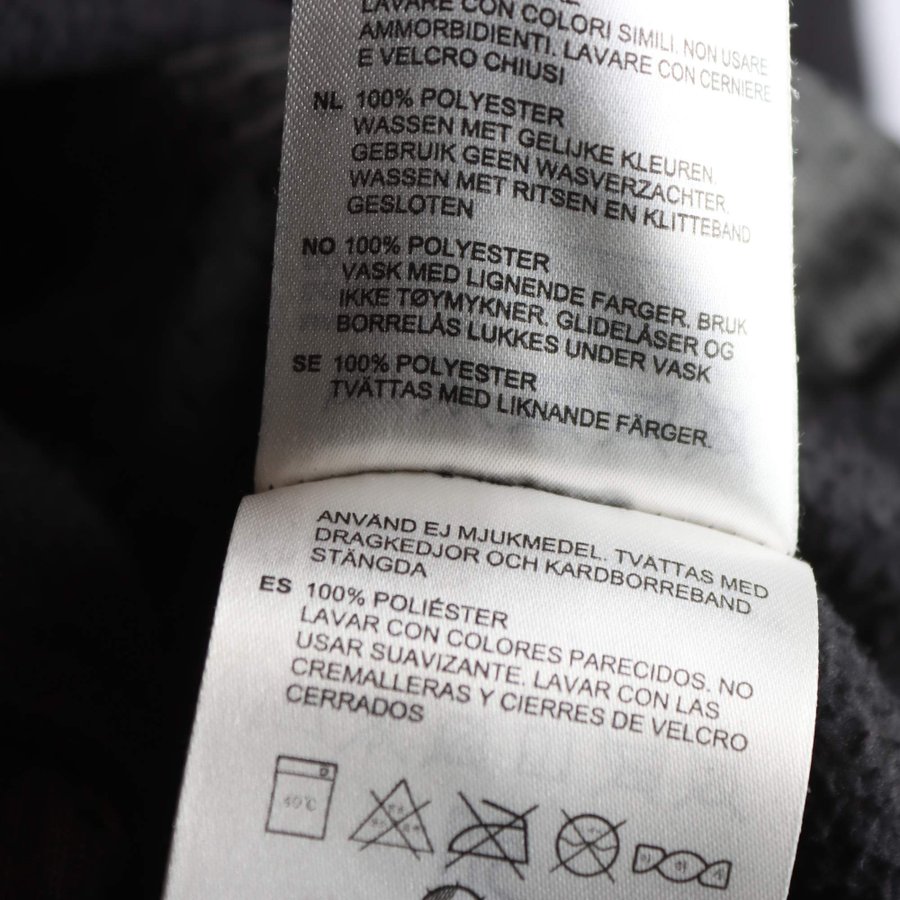 LAVARE CON COLORI SIMILI. NON USARE
AMMORBIDIENTI. LAVARE CON CERNIERE
E VELCRO CHIUSI
NL 100% POLYESTER
WASSEN MET GELIJKE KLEUREN.
GEBRUIK GEEN WASVERZACHTER.
WASSEN MET RITSEN EN KLITTEBAND
GESLOTEN
NO 100% POLYESTER
VASK MED LIGNENDE FARGER. BRUK
IKKE TØYMYKNER. GLIDELÅSER OG
BORRELÅS LUKKES UNDER VASK
SE 100% POLYESTER
TVÄTTAS MED LIKNANDE FÄRGER.
ANVÄND EJ MJUKMEDEL. TVÄTTAS MED
DRAGKEDJOR OCH KARDBORREBAND
STÄNGDA
ES 100% POLIÉSTER
LAVAR CON COLORES PARECIDOS. NO
USAR SUAVIZANTE. LAVAR CON LAS
CREMALLERAS Y CIERRES DE VELCRO
CERRADOS
40°C